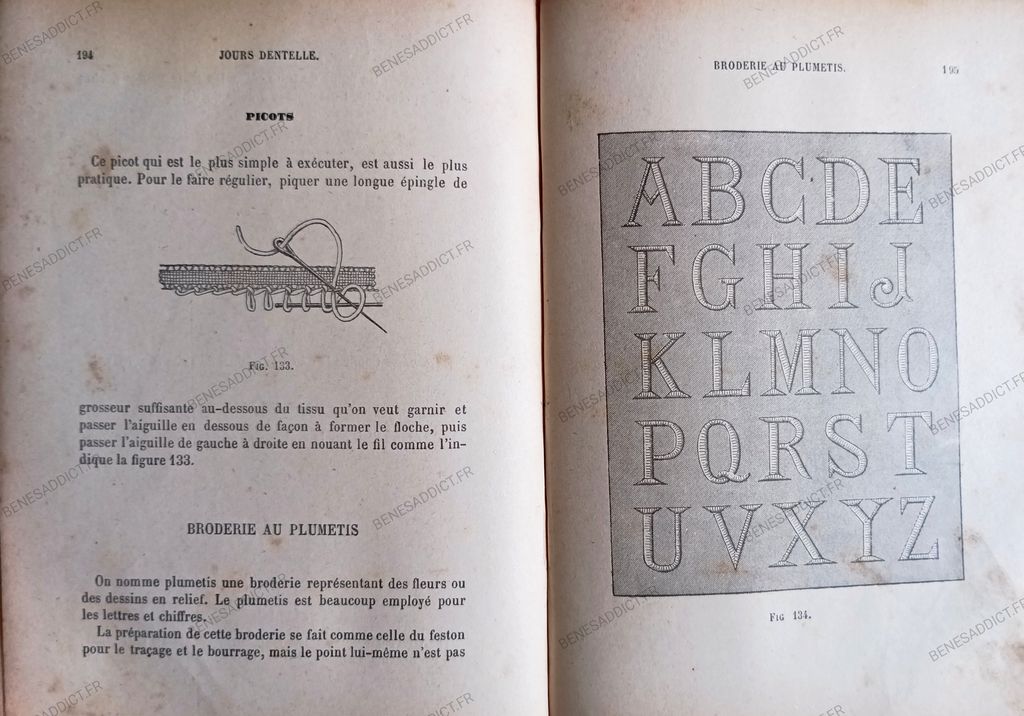 194
JOURS DENTELLE.
PICOTS
Ce picot qui est le plus simple à exécuter, est aussi le plus
pratique. Pour le faire régulier, piquer une longue épingle de
FIG. 133.
grosseur suffisante au-dessous du tissu qu'on veut garnir et
passer l'aiguille en dessous de façon à former le floche, puis
passer l'aiguille de gauche à droite en nouant le fil comme l'in-
dique la figure 133.
BRODERIE AU PLUMETIS
On nomme plumetis une broderie représentant des fleurs ou
des dessins en relief. Le plumetis est beaucoup employé pour
les lettres et chiffres.
La préparation de cette broderie se fait comme celle du feston
pour le traçage et le bourrage, mais le point lui-même n'est pas
BRODERIE AU PLUMETIS.
195
A B C D E
F G H I J
K L M N O
P Q R S T
U V X Y Z
FIG 134.
BENESADDICT.FR